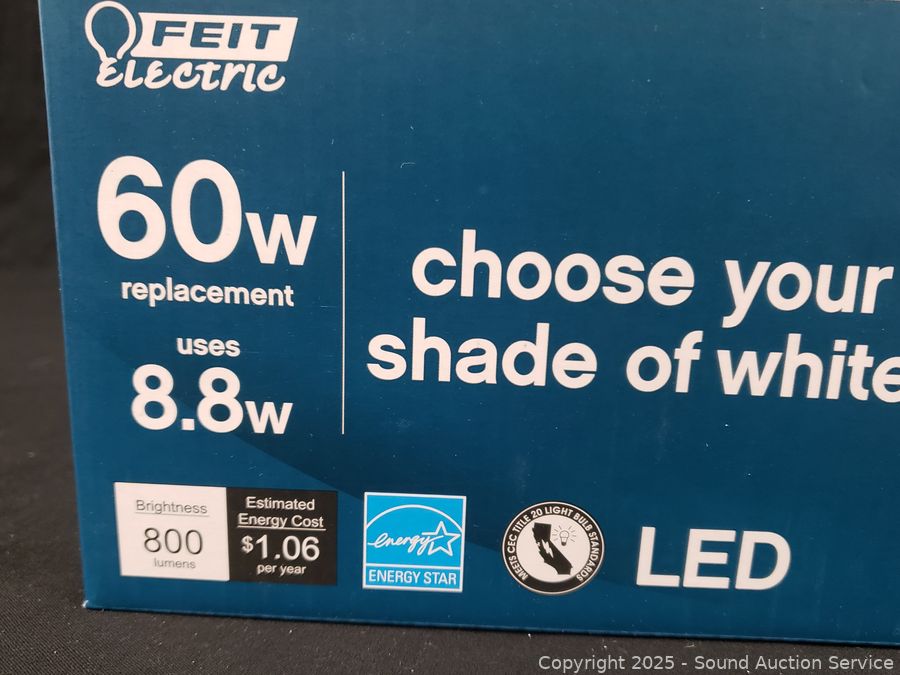 FEIT
ELECTRIC
60w
replacement
uses
8.8w
choose your
shade of white
Brightness
800
lumens
Estimated
Energy Cost
$1.06
per year
energy
ENERGY STAR
MEETS CEC TITLE 20 LIGHT BULB STANDARDS
LED
Copyright 2025 - Sound Auction Service